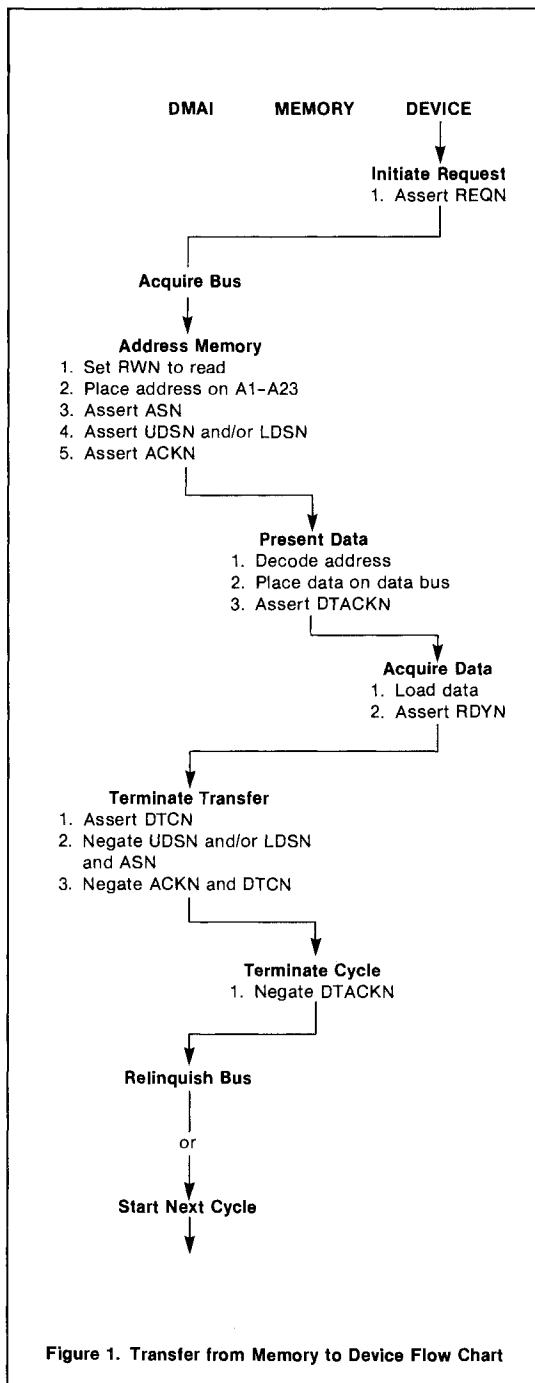 DMAI MEMORY DEVICE
Initiate Request
1. Assert REQN
Acquire Bus
Address Memory
1. Set RWN to read
2. Place address on A1–A23
3. Assert ASN
4. Assert UDSN and/or LDSN
5. Assert ACKN
Present Data
1. Decode address
2. Place data on data bus
3. Assert DTACKN
Acquire Data
1. Load data
2. Assert RDYN
Terminate Transfer
1. Assert DTCN
2. Negate UDSN and/or LDSN
and ASN
3. Negate ACKN and DTCN
Terminate Cycle
1. Negate DTACKN
Relinquish Bus
or
Start Next Cycle
Figure 1. Transfer from Memory to Device Flow Chart